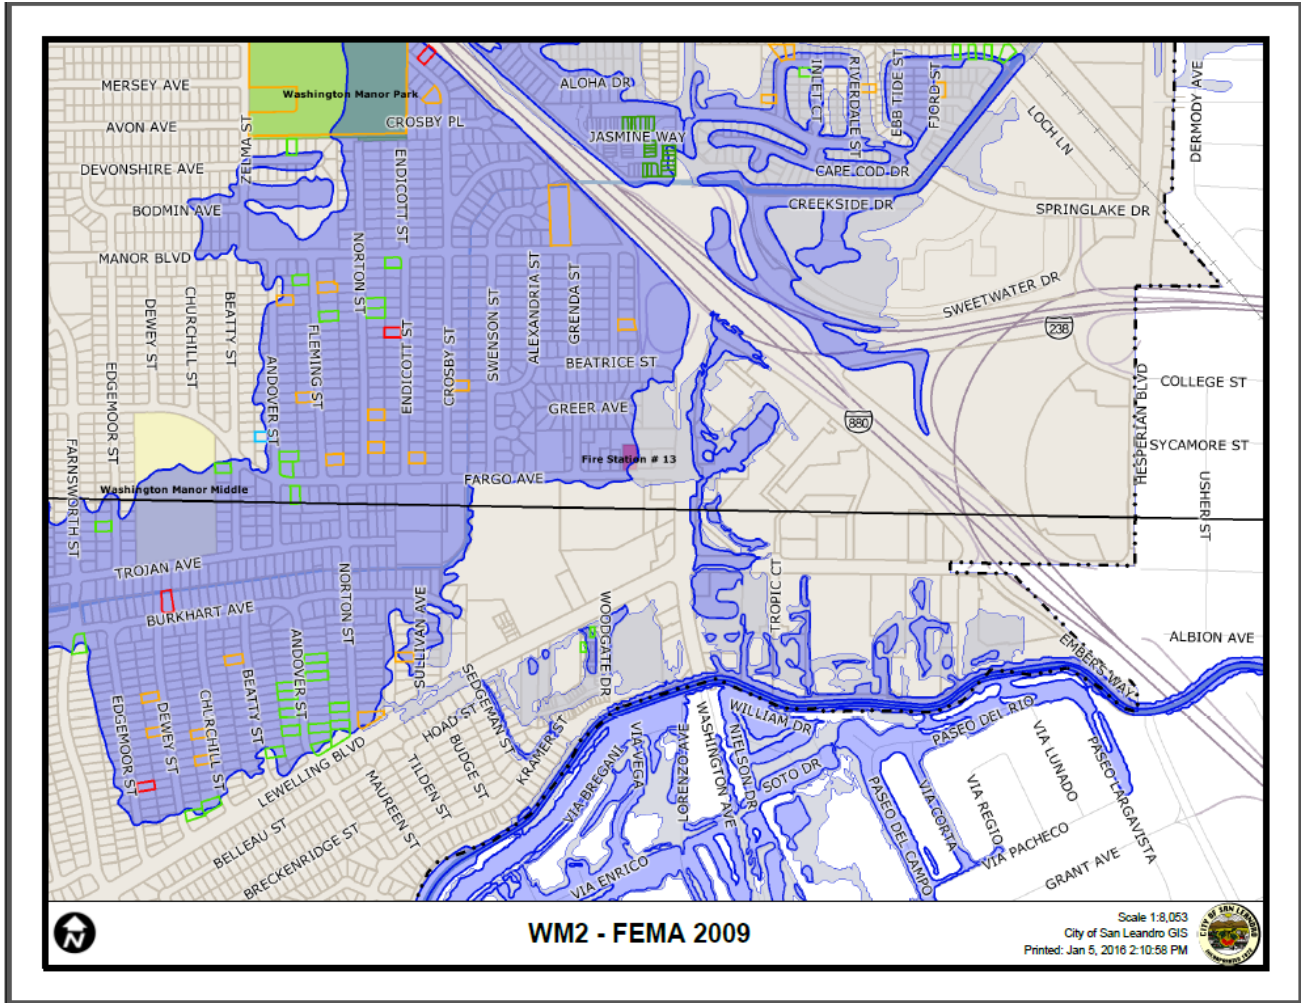 MERSEY AVE
Washington Manor Park
AVON AVE
CROSBY PL
ZELMA ST
DEVONSHIRE AVE
BODMIN AVE
MANOR BLVD
ENDICOTT ST
NORTON ST
ALOHA DR
JASMINE WAY
INLET CT
RIVERDALE ST
EBB TIDE ST
FJORD ST
CAPE COD DR
CREEKSIDE DR
LOCH LN
DERMODY AVE
SPRINGLAKE DR
SWEETWATER DR
238
880
DEWEY ST
CHURCHILL ST
BEATTY ST
EDGEMOOR ST
ANDOVER ST
FLEMING ST
ENDICOTT ST
CROSBY ST
SWENSON ST
ALEXANDRIA ST
GRENDA ST
BEATRICE ST
GREER AVE
Fire Station # 13
FARGO AVE
COLLEGE ST
SYCAMORE ST
HESPERIAN BLVD
USHER ST
FARNSWORTH ST
Washington Manor Middle
TROJAN AVE
BURKHART AVE
NORTON ST
SULLIVAN AVE
WOODGATE DR
TROPIC CT
ALBION AVE
EMBERS WAY
EDGEMOOR ST
DEWEY ST
CHURCHILL ST
BEATTY ST
ANDOVER ST
SEDGEMAN ST
HOAD ST
BUDGE ST
KRAMER ST
LEWELLING BLVD
TILDEN ST
MAUREEN ST
BELLEAU ST
BRECKENRIDGE ST
VIA BREGANI
VIA VEGA
LORENZO AVE
WASHINGTON AVE
NIELSON DR
WILLIAM DR
SOTO DR
VIA ENRICO
PASEO DEL CAMPO
VIA CORTA
PASEO DEL RIO
VIA REGIO
VIA LUNADO
PASEO LARGAVISTA
VIA PACHECO
GRANT AVE
N
WM2 - FEMA 2009
Scale 1:8,053
City of San Leandro GIS
Printed: Jan 5, 2016 2:10:58 PM
CITY OF SAN LEANDRO